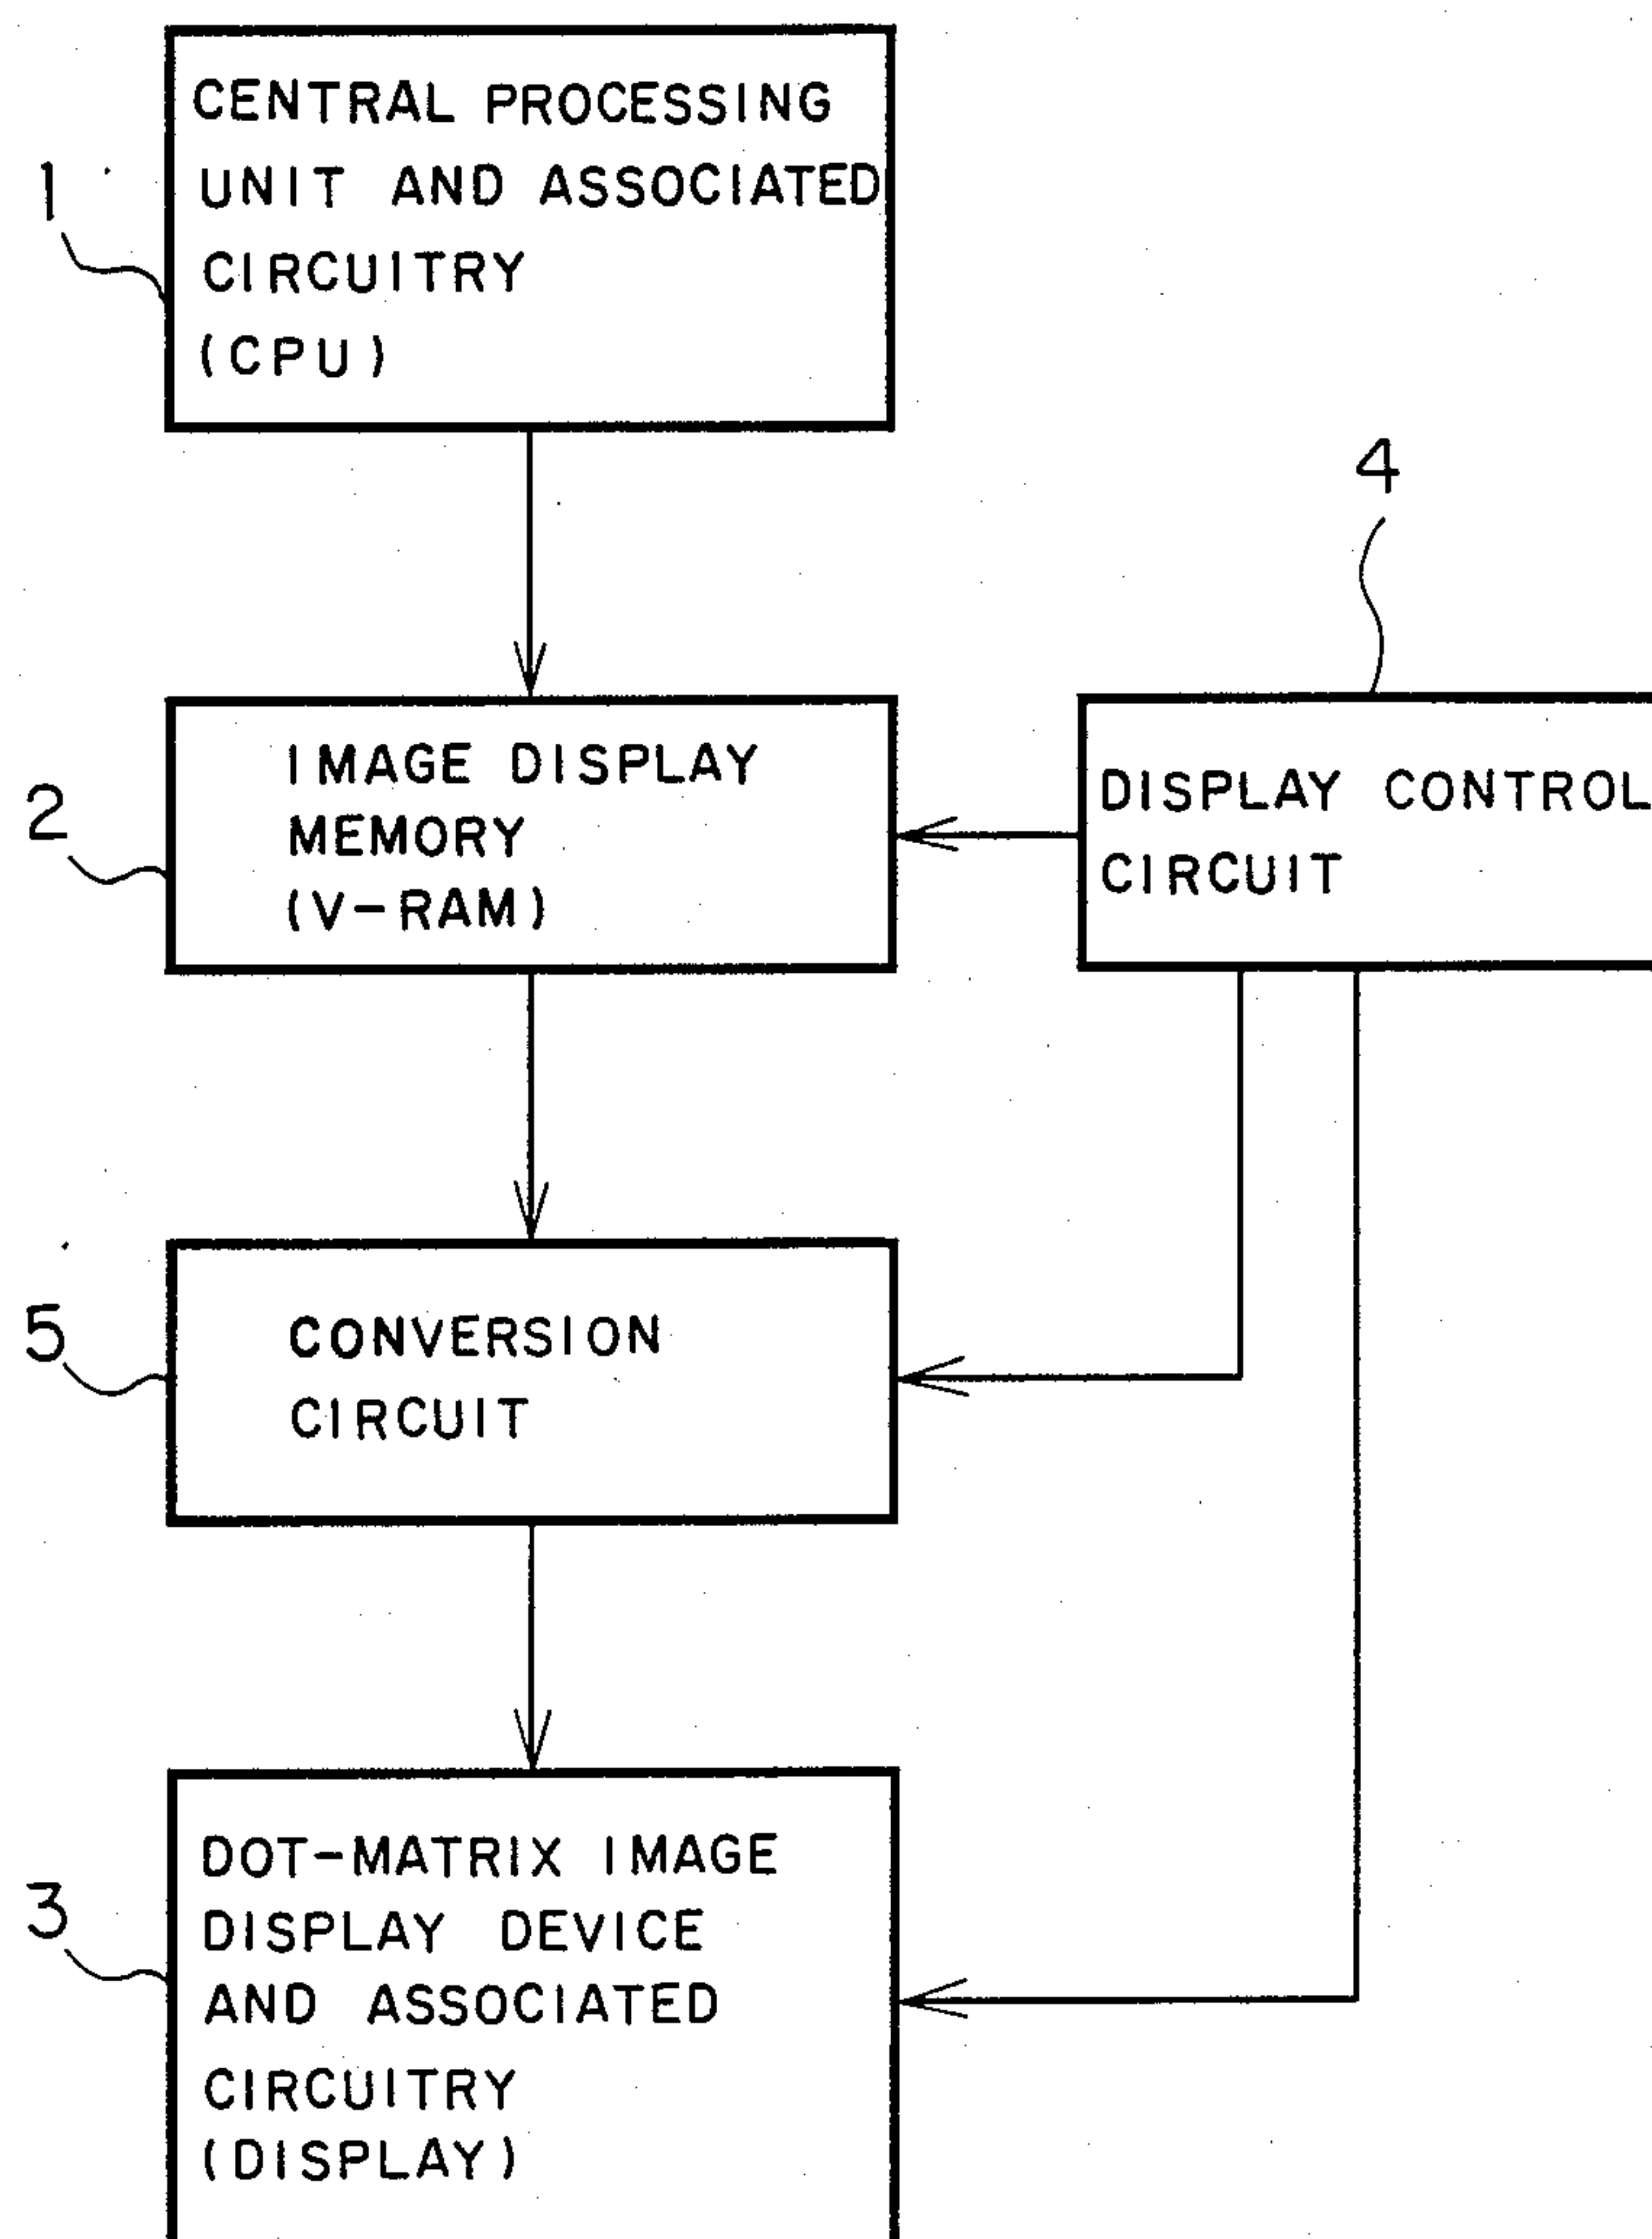 1
CENTRAL PROCESSING
UNIT AND ASSOCIATED
CIRCUITRY
(CPU)
4
2
IMAGE DISPLAY
MEMORY
(V-RAM)
DISPLAY CONTROL
CIRCUIT
5
CONVERSION
CIRCUIT
3
DOT-MATRIX IMAGE
DISPLAY DEVICE
AND ASSOCIATED
CIRCUITRY
(DISPLAY)